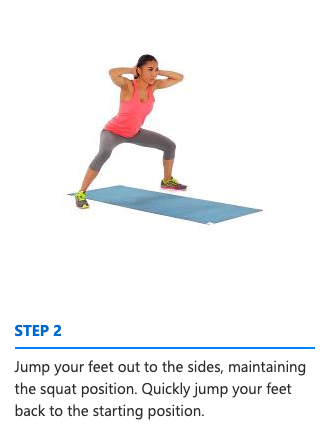 STEP 2
Jump your feet out to the sides, maintaining
the squat position. Quickly jump your feet
back to the starting position.